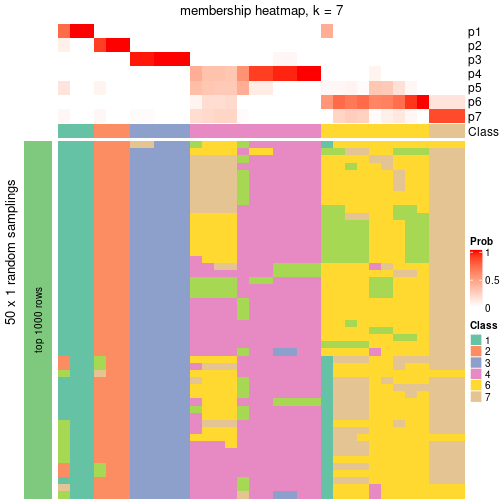 membership heatmap, k = 7
p1
p2
p3
p4
p5
p6
p7
Class
50 x 1 random samplings
top 1000 rows
Prob
1
0.5
0
Class
1
2
3
4
6
7